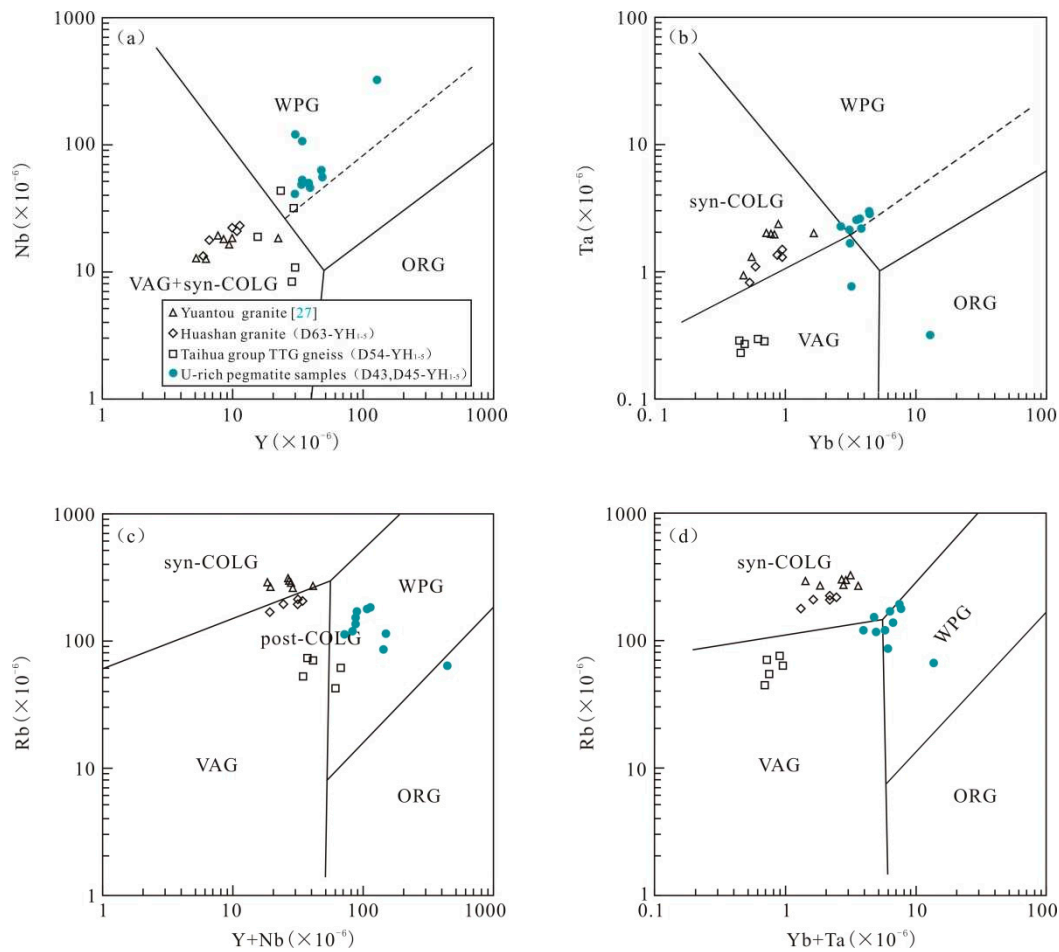 1000
(a)
WPG
100
Nb(×10⁻⁶)
10
VAG+syn-COLG
ORG
Yuantou granite [27]
Huashan granite(D63-YH₁₋₅)
Taihua group TTG gneiss(D54-YH₁₋₅)
U-rich pegmatite samples(D43,D45-YH₁₋₅)
1
1 10 100 1000
Y(×10⁻⁶)
100
(b)
WPG
10
syn-COLG
Ta(×10⁻⁶)
1
ORG
VAG
0.1
0.1 1 10 100
Yb(×10⁻⁶)
1000
(c)
syn-COLG
WPG
100
post-COLG
Rb(×10⁻⁶)
VAG
10
ORG
1
1 10 100 1000
Y+Nb(×10⁻⁶)
1000
(d)
syn-COLG
100
WPG
Rb(×10⁻⁶)
VAG
10
ORG
1
0.1 1 10 100
Yb+Ta(×10⁻⁶)